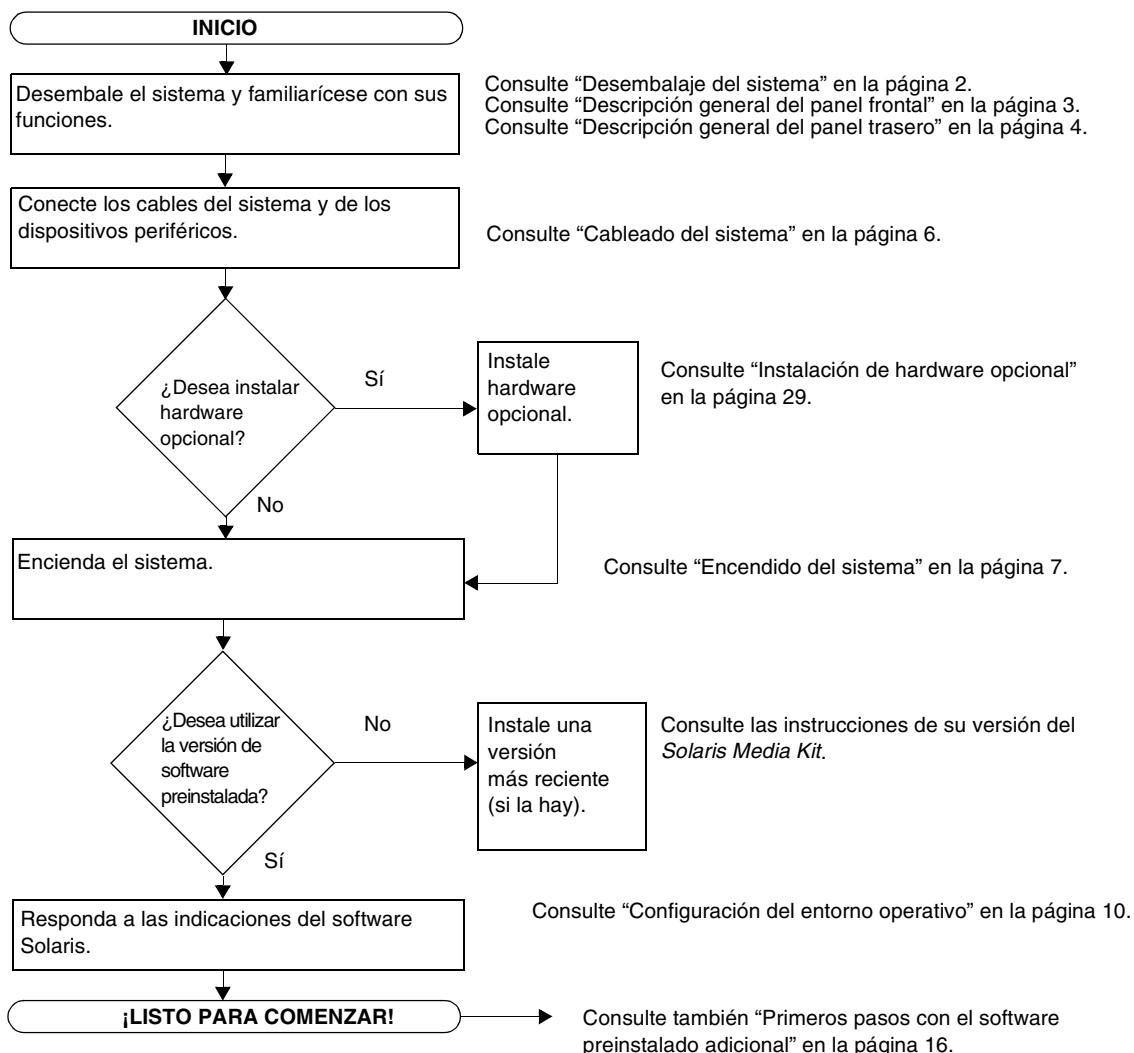 INICIO
Desembale el sistema y familiarícese con sus
funciones.
Consulte “Desembalaje del sistema” en la página 2.
Consulte “Descripción general del panel frontal” en la página 3.
Consulte “Descripción general del panel trasero” en la página 4.
Conecte los cables del sistema y de los
dispositivos periféricos.
Consulte “Cableado del sistema” en la página 6.
¿Desea instalar
hardware
opcional?
Sí
Instale
hardware
opcional.
Consulte “Instalación de hardware opcional”
en la página 29.
No
Encienda el sistema.
Consulte “Encendido del sistema” en la página 7.
¿Desea utilizar
la versión de
software
preinstalada?
No
Instale una
versión
más reciente
(si la hay).
Consulte las instrucciones de su versión del
Solaris Media Kit.
Sí
Responda a las indicaciones del software
Solaris.
Consulte “Configuración del entorno operativo” en la página 10.
¡LISTO PARA COMENZAR!
Consulte también “Primeros pasos con el software
preinstalado adicional” en la página 16.